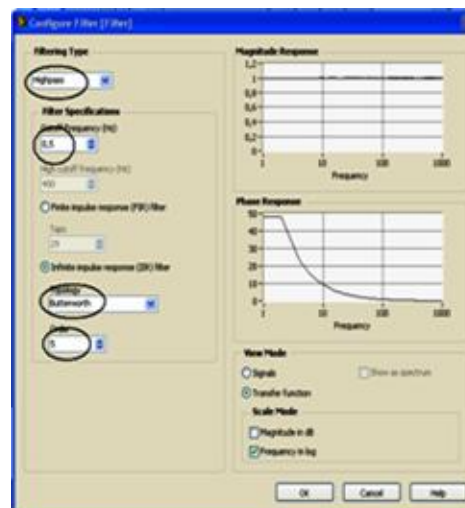 Configure Filter [Filter]
Filtering Type
Highpass
Filter Specifications
Cutoff Frequency (Hz)
0,5
High cutoff frequency (Hz)
400
Finite impulse response (FIR) filter
Taps
29
Infinite impulse response (IIR) filter
Topology
Butterworth
Order
5
Magnitude Response
1,2
1
0,8
0,6
0,4
0,2
0
1
10
100
1000
Frequency
Phase Response
50
40
30
20
10
0
1
10
100
1000
Frequency
View Mode
Signals
Show as spectrum
Transfer function
Scale Mode
Magnitude in dB
Frequency in log
OK
Cancel
Help